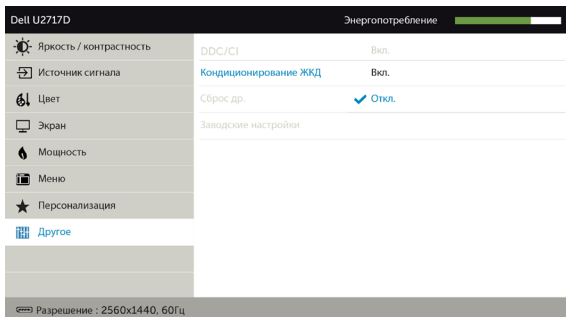 Dell U2717D Энергопотребление
Яркость / контрастность DDC/CI Вкл.
Источник сигнала Кондиционирование ЖКД Вкл.
Цвет Сброс др. Откл.
Экран Заводские настройки
Мощность
Меню
Персонализация
Другое
Разрешение : 2560x1440, 60Гц